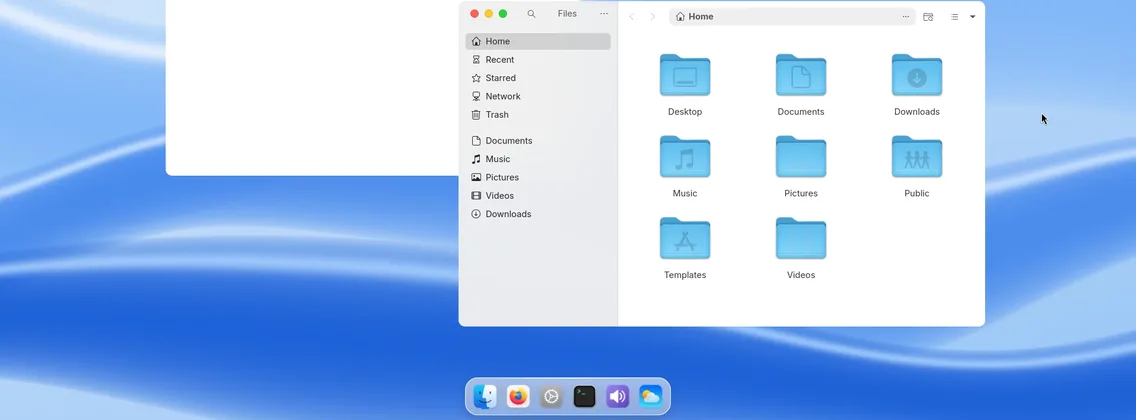 Files
Home
Recent
Starred
Network
Trash
Documents
Music
Pictures
Videos
Downloads
Home
Desktop
Documents
Downloads
Music
Pictures
Public
Templates
Videos